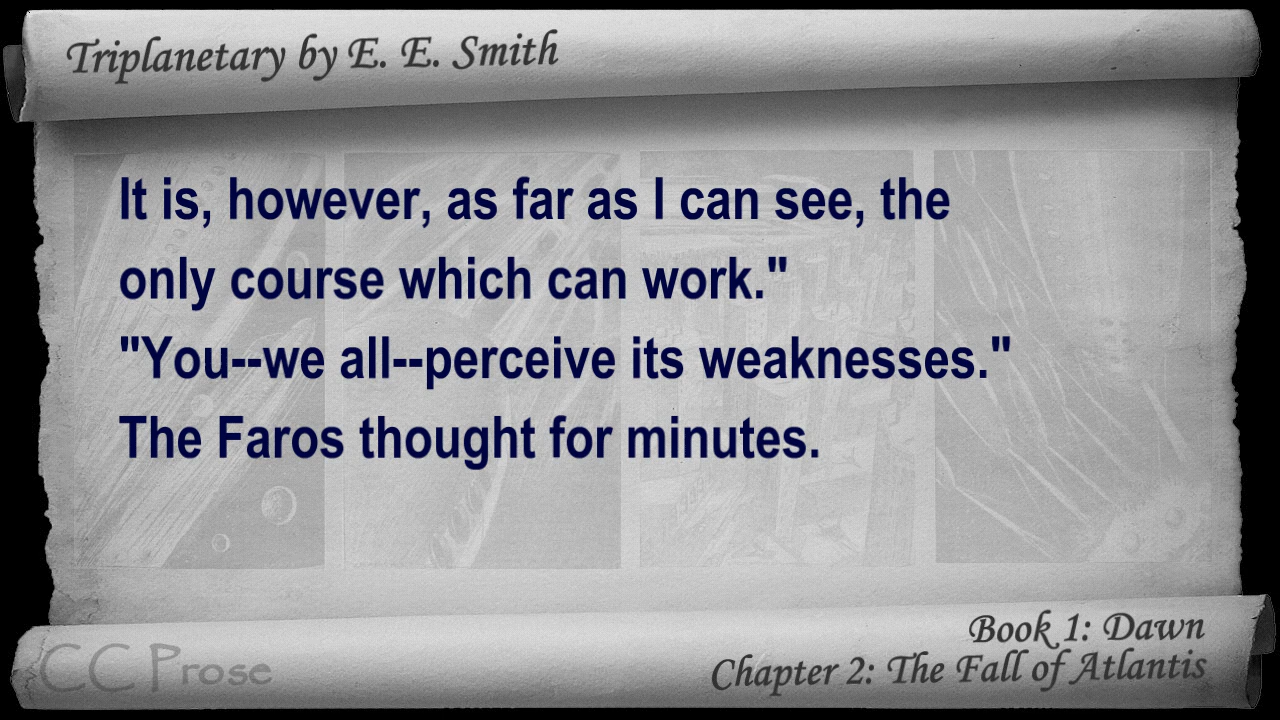 Triplanetary by E. E. Smith
It is, however, as far as I can see, the
only course which can work."
"You--we all--perceive its weaknesses."
The Faros thought for minutes.
Book 1: Dawn
CC Prose
Chapter 2: The Fall of Atlantis